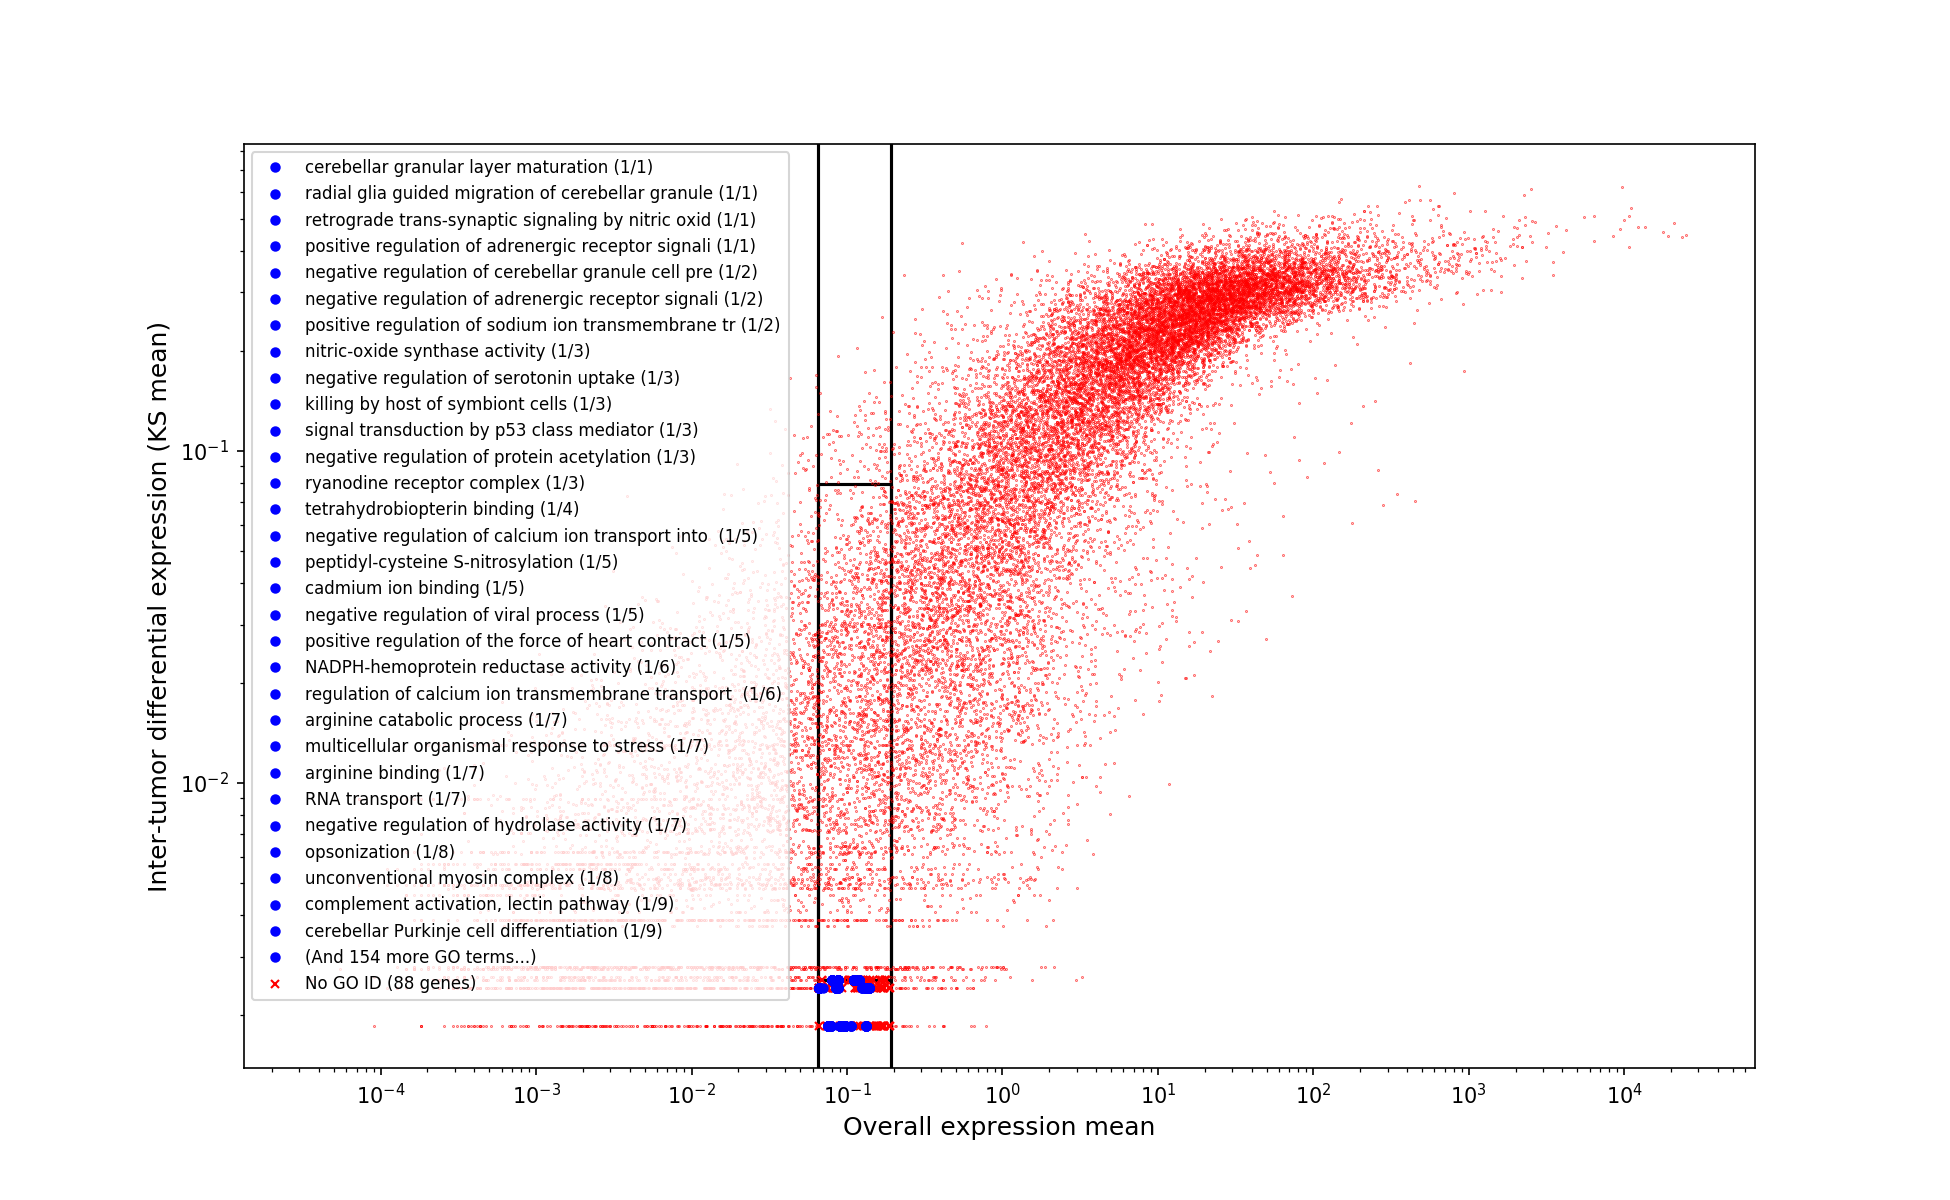 cerebellar granular layer maturation (1/1)
radial glia guided migration of cerebellar granule (1/1)
retrograde trans-synaptic signaling by nitric oxid (1/1)
positive regulation of adrenergic receptor signali (1/1)
negative regulation of cerebellar granule cell pre (1/2)
negative regulation of adrenergic receptor signali (1/2)
positive regulation of sodium ion transmembrane tr (1/2)
nitric-oxide synthase activity (1/3)
negative regulation of serotonin uptake (1/3)
killing by host of symbiont cells (1/3)
signal transduction by p53 class mediator (1/3)
negative regulation of protein acetylation (1/3)
ryanodine receptor complex (1/3)
tetrahydrobiopterin binding (1/4)
negative regulation of calcium ion transport into  (1/5)
peptidyl-cysteine S-nitrosylation (1/5)
cadmium ion binding (1/5)
negative regulation of viral process (1/5)
positive regulation of the force of heart contract (1/5)
NADPH-hemoprotein reductase activity (1/6)
regulation of calcium ion transmembrane transport  (1/6)
arginine catabolic process (1/7)
multicellular organismal response to stress (1/7)
arginine binding (1/7)
RNA transport (1/7)
negative regulation of hydrolase activity (1/7)
opsonization (1/8)
unconventional myosin complex (1/8)
complement activation, lectin pathway (1/9)
cerebellar Purkinje cell differentiation (1/9)
(And 154 more GO terms...)
No GO ID (88 genes)
Inter-tumor differential expression (KS mean)
10⁻¹
10⁻²
10⁻⁴ 10⁻³ 10⁻² 10⁻¹ 10⁰ 10¹ 10² 10³ 10⁴
Overall expression mean